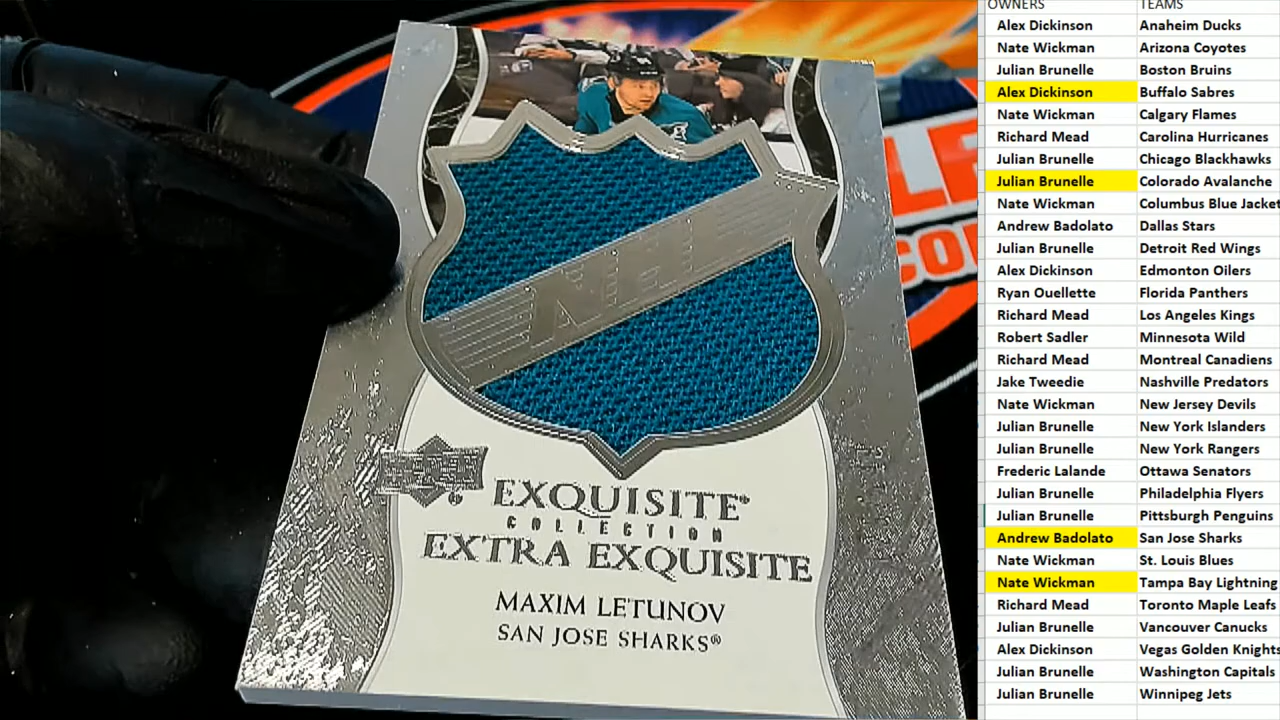 NHL
UPPER DECK
EXQUISITE®
COLLECTION
EXTRA EXQUISITE
MAXIM LETUNOV
SAN JOSE SHARKS®
OWNERS TEAMS
Alex Dickinson Anaheim Ducks
Nate Wickman Arizona Coyotes
Julian Brunelle Boston Bruins
Alex Dickinson Buffalo Sabres
Nate Wickman Calgary Flames
Richard Mead Carolina Hurricanes
Julian Brunelle Chicago Blackhawks
Julian Brunelle Colorado Avalanche
Nate Wickman Columbus Blue Jacket
Andrew Badolato Dallas Stars
Julian Brunelle Detroit Red Wings
Alex Dickinson Edmonton Oilers
Ryan Ouellette Florida Panthers
Richard Mead Los Angeles Kings
Robert Sadler Minnesota Wild
Richard Mead Montreal Canadiens
Jake Tweedie Nashville Predators
Nate Wickman New Jersey Devils
Julian Brunelle New York Islanders
Julian Brunelle New York Rangers
Frederic Lalande Ottawa Senators
Julian Brunelle Philadelphia Flyers
Julian Brunelle Pittsburgh Penguins
Andrew Badolato San Jose Sharks
Nate Wickman St. Louis Blues
Nate Wickman Tampa Bay Lightning
Richard Mead Toronto Maple Leafs
Julian Brunelle Vancouver Canucks
Alex Dickinson Vegas Golden Knights
Julian Brunelle Washington Capitals
Julian Brunelle Winnipeg Jets